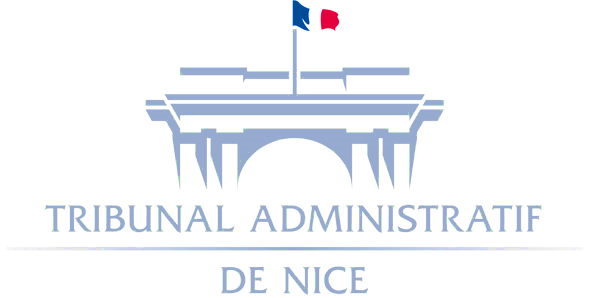 TRIBUNAL ADMINISTRATIF
DE NICE